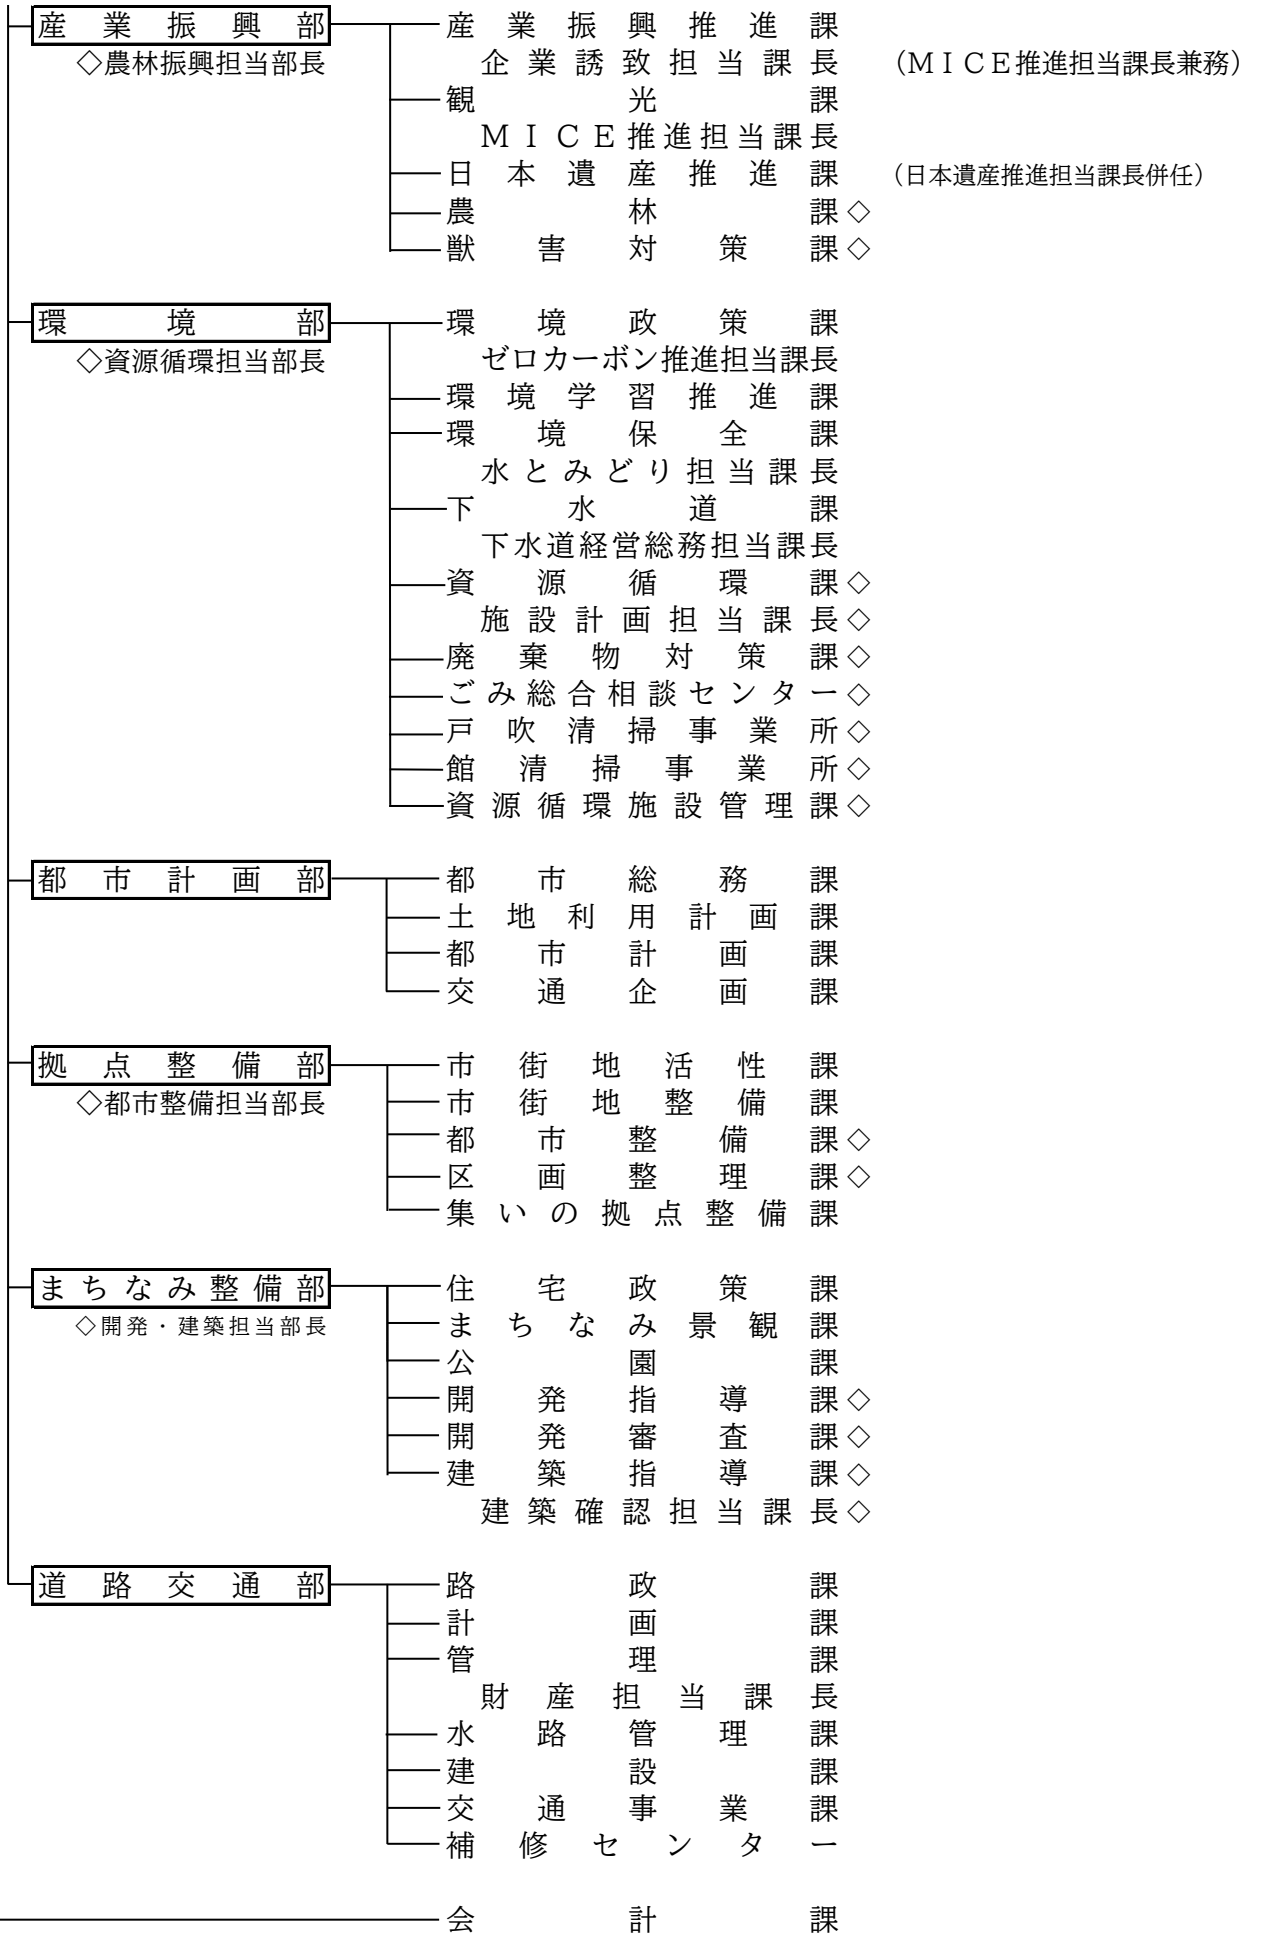 産業振興部 産業振興推進課
◇農林振興担当部長 企業誘致担当課長 （ＭＩＣＥ推進担当課長兼務）
観光課
ＭＩＣＥ推進担当課長
日本遺産推進課 （日本遺産推進担当課長併任）
農林課◇
獣害対策課◇
環境部 環境政策課
◇資源循環担当部長 ゼロカーボン推進担当課長
環境学習推進課
環境保全課
水とみどり担当課長
下水道課
下水道経営総務担当課長
資源循環課◇
施設計画担当課長◇
廃棄物対策課◇
ごみ総合相談センター◇
戸吹清掃事業所◇
館清掃事業所◇
資源循環施設管理課◇
都市計画部 都市総務課
土地利用計画課
都市計画課
交通企画課
拠点整備部 市街地活性課
◇都市整備担当部長 市街地整備課
都市整備課◇
区画整理課◇
集いの拠点整備課
まちなみ整備部 住宅政策課
◇開発・建築担当部長 まちなみ景観課
公園課
開発指導課◇
開発審査課◇
建築指導課◇
建築確認担当課長◇
道路交通部 路政課
計画課
管理課
財産担当課長
水路管理課
建設課
交通事業課
補修センター
会計課